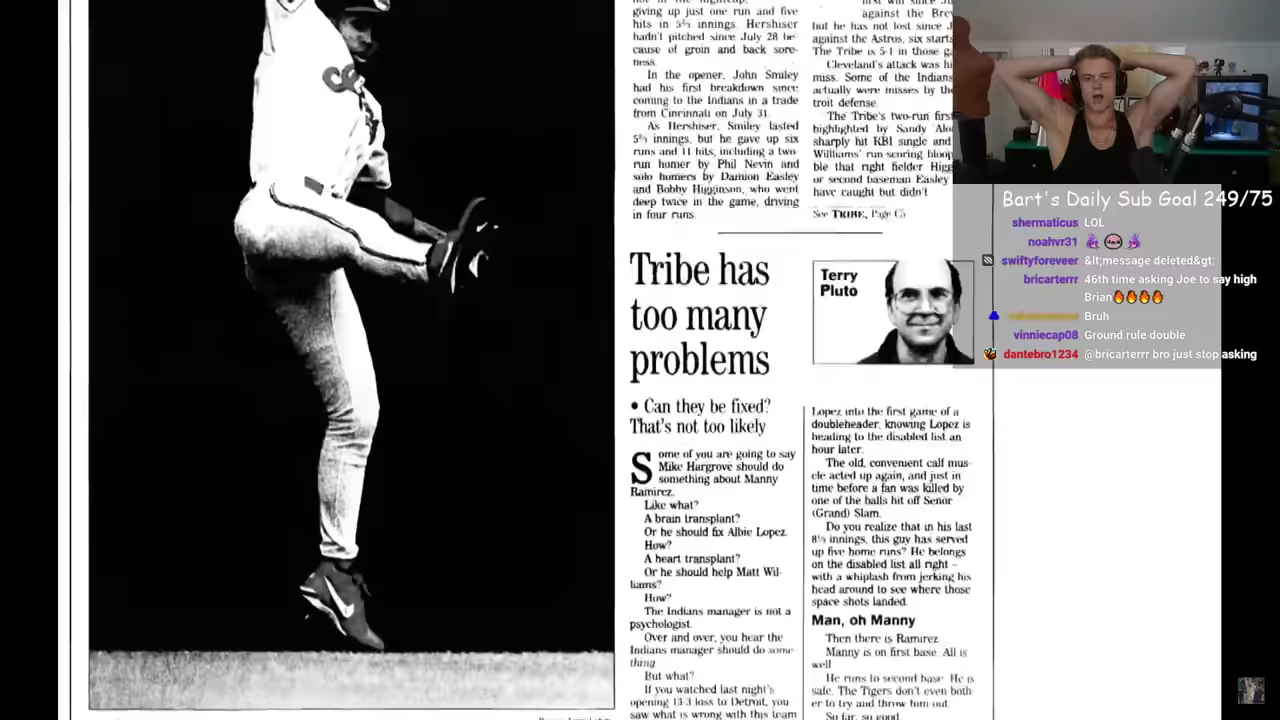 giving up just one run and five
hits in 5⅔ innings. Hershiser
hadn't pitched since July 28 be-
cause of groin and back sore-
ness.
In the opener, John Smiley
had his first breakdown since
coming to the Indians in a trade
from Cincinnati on July 31.
As Hershiser, Smiley lasted
5⅔ innings, but he gave up six
runs and 11 hits, including a two-
run homer by Phil Nevin and
solo homers by Damion Easley
and Bobby Higginson, who went
deep twice in the game, driving
in four runs.
against the Bre
but he has not lost since
against the Astros, six starts
The Tribe is 5-1 in those
Cleveland's attack was hi
miss. Some of the Indians
actually were misses by the
troit defense.
The Tribe's two-run first
highlighted by Sandy Alo
sharply hit RBI single and
Williams' run-scoring bloop
ble that right fielder Higg
or second baseman Easley
have caught but didn't
See TRIBE, Page C5
Tribe has
too many
problems
Terry
Pluto
• Can they be fixed?
That's not too likely
Some of you are going to say
Mike Hargrove should do
something about Manny
Ramirez.
Like what?
A brain transplant?
Or he should fix Albie Lopez.
How?
A heart transplant?
Or he should help Matt Wil-
liams?
How?
The Indians manager is not a
psychologist.
Over and over, you hear the
Indians manager should do some-
thing
But what?
If you watched last night's
opening 13-3 loss to Detroit, you
saw what is wrong with this team
Lopez into the first game of a
doubleheader, knowing Lopez is
heading to the disabled list an
hour later.
The old, convenient calf mus-
cle acted up again, and just in
time before a fan was killed by
one of the balls hit off Senor
(Grand) Slam.
Do you realize that in his last
8⅓ innings, this guy has served
up five home runs? He belongs
on the disabled list all right –
with a whiplash from jerking his
head around to see where those
space shots landed.
Man, oh Manny
Then there is Ramirez.
Manny is on first base. All is
well
He runs to second base. He is
safe. The Tigers don't even both-
er to try and throw him out.
So far, so good.
Bart's Daily Sub Goal 249/75
shermaticus LOL
noahvr31
swiftyforeveer &lt;message deleted&gt;
bricarterrr 46th time asking Joe to say high
Brian🔥🔥🔥🔥
Bruh
vinniecap08 Ground rule double
dantebro1234 @bricarterrr bro just stop asking